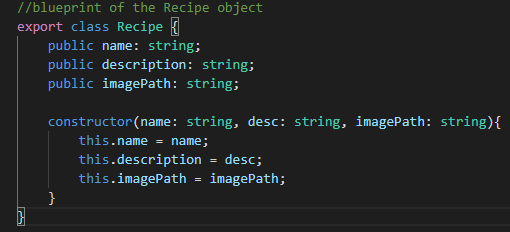 //blueprint of the Recipe object
export class Recipe {
    public name: string;
    public description: string;
    public imagePath: string;

    constructor(name: string, desc: string, imagePath: string){
        this.name = name;
        this.description = desc;
        this.imagePath = imagePath;
    }
}